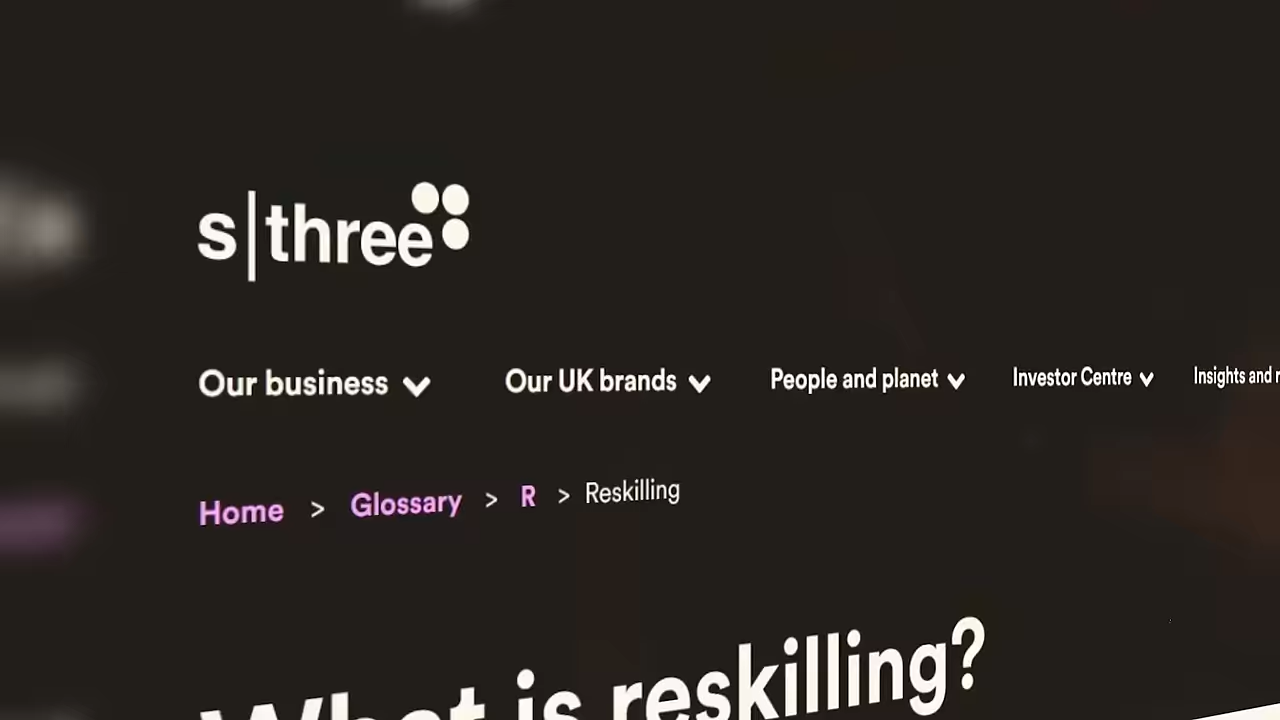 s|three
Our business Our UK brands People and planet Investor Centre Insights and
Home > Glossary > R > Reskilling
What is reskilling?